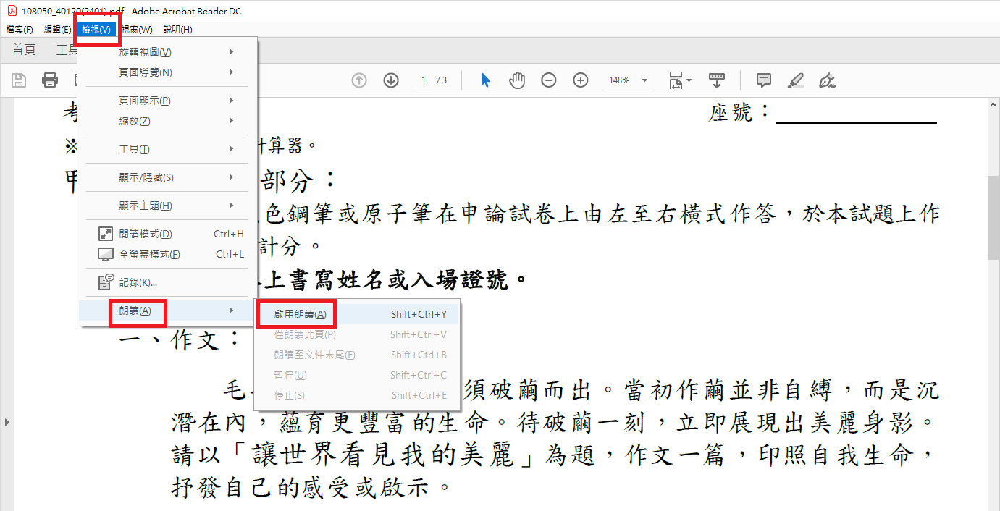 108050_40120(2401).pdf - Adobe Acrobat Reader DC
檔案(F) 編輯(E) 檢視(V) 視窗(W) 說明(H)
首頁 工具
1 / 3 148%
旋轉視圖(V)
頁面導覽(N)
頁面顯示(P)
縮放(Z)
工具(T)
顯示/隱藏(S)
顯示主題(H)
閱讀模式(D) Ctrl+H
全螢幕模式(F) Ctrl+L
記錄(K)...
朗讀(A)
啟用朗讀(A) Shift+Ctrl+Y
僅朗讀此頁(P) Shift+Ctrl+V
朗讀至文件末尾(E) Shift+Ctrl+B
暫停(U) Shift+Ctrl+C
停止(S) Shift+Ctrl+E
座號：
※ 計算器。
甲 部分：
色鋼筆或原子筆在申論試卷上由左至右橫式作答，於本試題上作
計分。
上書寫姓名或入場證號。
一、作文：
毛 須破繭而出。當初作繭並非自縛，而是沉
潛在內，蘊育更豐富的生命。待破繭一刻，立即展現出美麗身影。
請以「讓世界看見我的美麗」為題，作文一篇，印照自我生命，
抒發自己的感受或啟示。